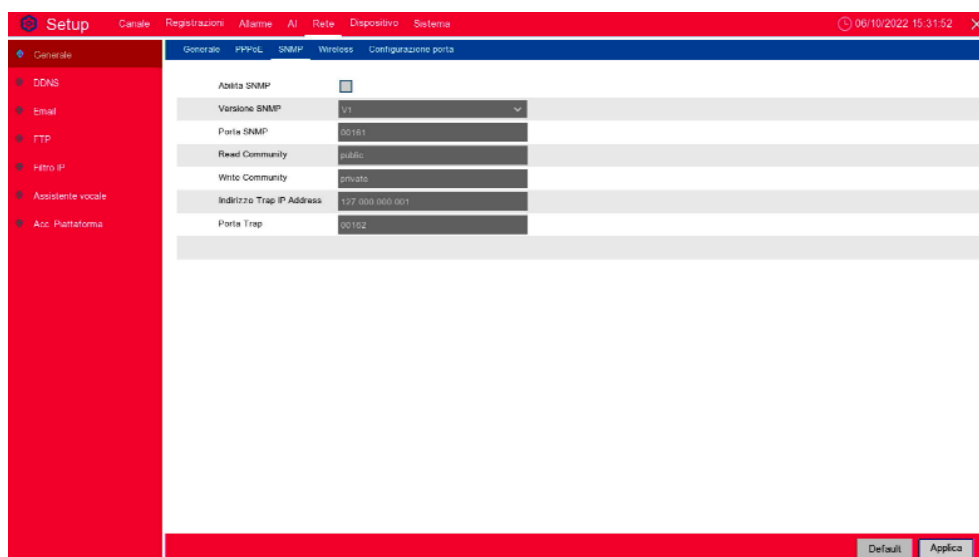 Setup Canale Registrazioni Allarme AI Rete Dispositivo Sistema 06/10/2022 15:31:52
Generale PPPoE SNMP Wireless Configurazione porta
Generale
DDNS
Email
FTP
Filtro IP
Assistente vocale
Acc. Piattaforma
Abilita SNMP
Versione SNMP V1
Porta SNMP 00161
Read Community public
Write Community private
Indirizzo Trap IP Address 127.000.000.001
Porta Trap 00162
Default Applica